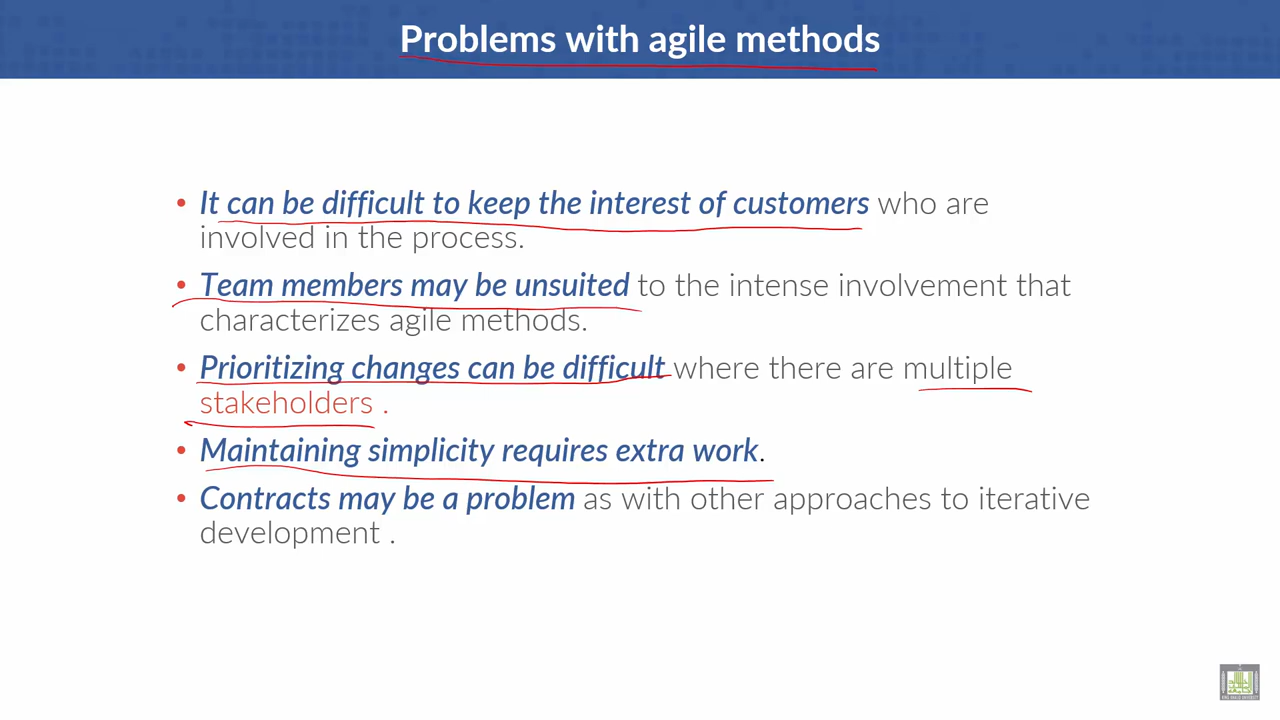 Problems with agile methods
• It can be difficult to keep the interest of customers who are
involved in the process.
• Team members may be unsuited to the intense involvement that
characterizes agile methods.
• Prioritizing changes can be difficult where there are multiple
stakeholders .
• Maintaining simplicity requires extra work.
• Contracts may be a problem as with other approaches to iterative
development .